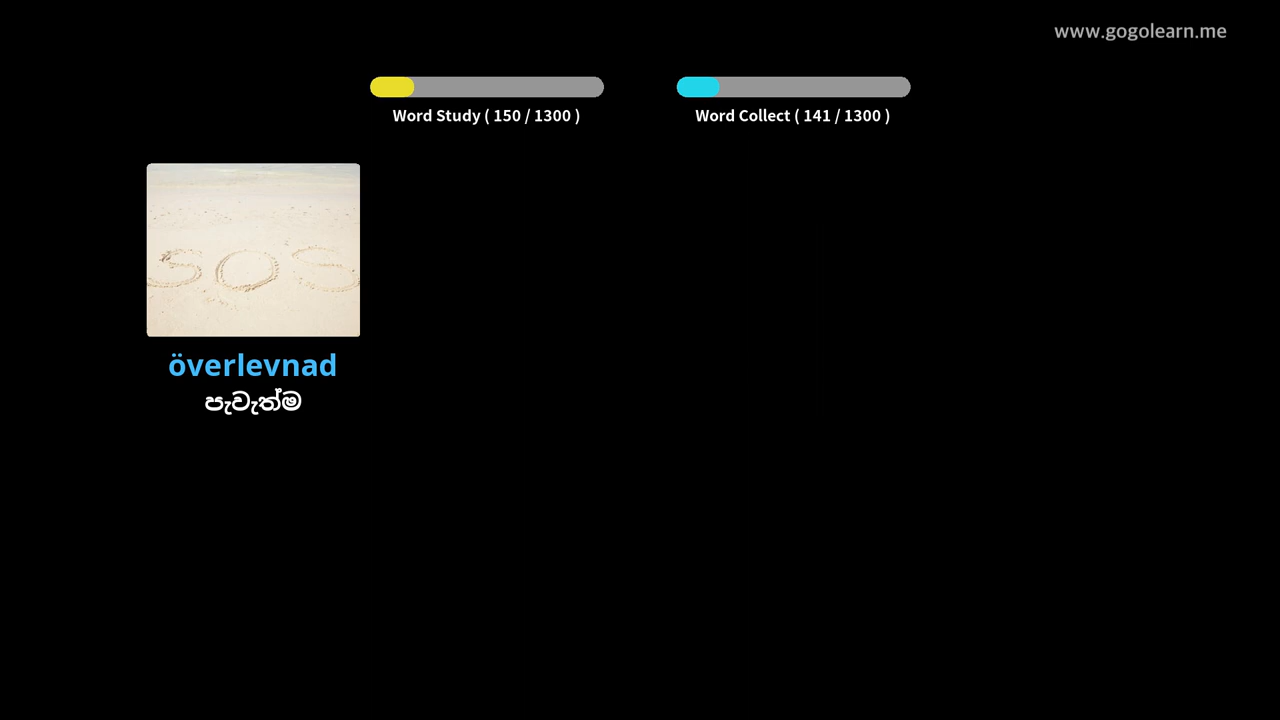 www.gogolearn.me
Word Study ( 150 / 1300 )
Word Collect ( 141 / 1300 )
SOS
överlevnad
පැවැත්ම